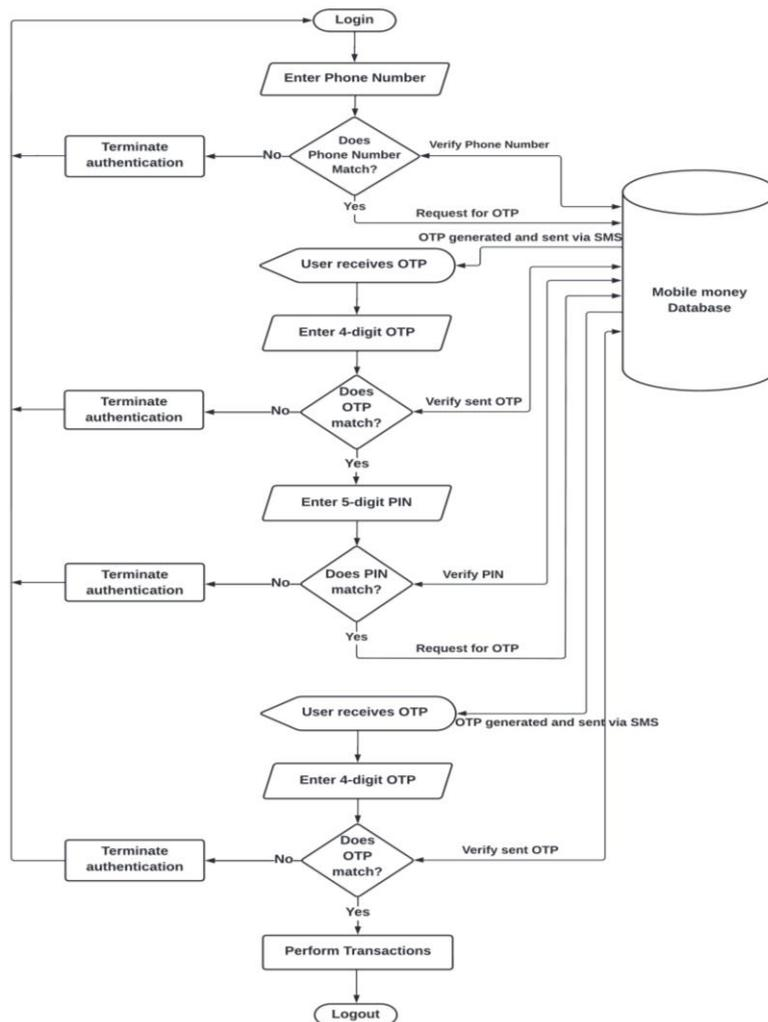 Login
Enter Phone Number
Does
Phone Number
Match?
Verify Phone Number
No
Terminate
authentication
Yes
Request for OTP
OTP generated and sent via SMS
User receives OTP
Mobile money
Database
Enter 4-digit OTP
Does
OTP
match?
Verify sent OTP
No
Terminate
authentication
Yes
Enter 5-digit PIN
Does PIN
match?
Verify PIN
No
Terminate
authentication
Yes
Request for OTP
User receives OTP
OTP generated and sent via SMS
Enter 4-digit OTP
Does
OTP
match?
Verify sent OTP
No
Terminate
authentication
Yes
Perform Transactions
Logout